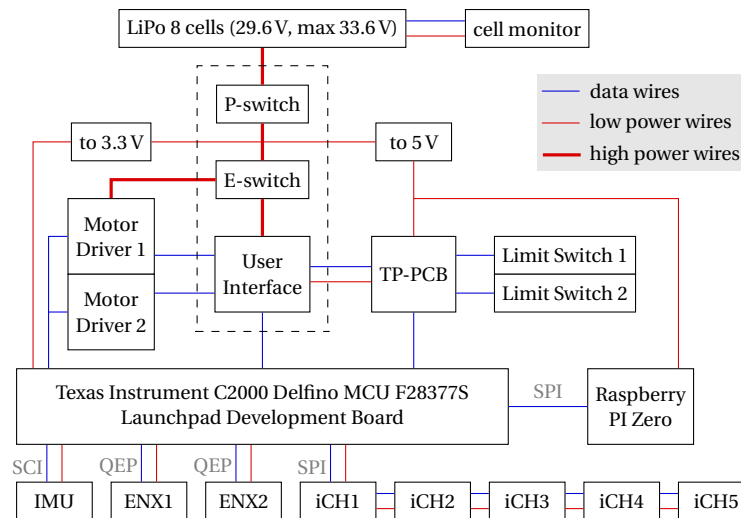 LiPo 8 cells (29.6 V, max 33.6 V)
cell monitor
P-switch
data wires
low power wires
high power wires
to 3.3 V
to 5 V
E-switch
Motor
Driver 1
User
Interface
TP-PCB
Limit Switch 1
Limit Switch 2
Motor
Driver 2
Texas Instrument C2000 Delfino MCU F28377S
Launchpad Development Board
SPI
Raspberry
PI Zero
SCI
QEP
QEP
SPI
IMU
ENX1
ENX2
iCH1
iCH2
iCH3
iCH4
iCH5